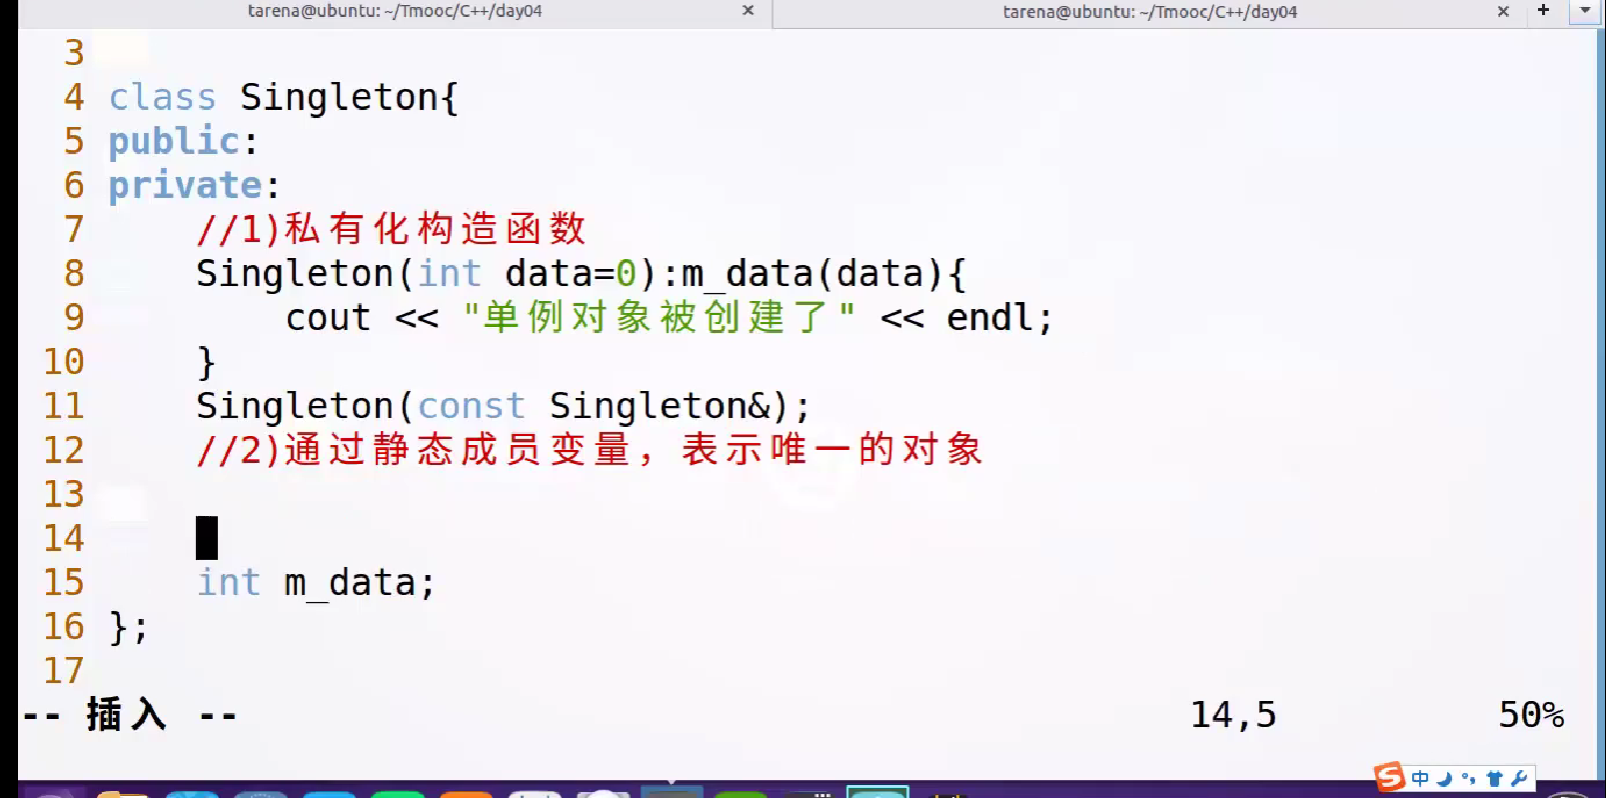 tarena@ubuntu: ~/Tmooc/C++/day04 × tarena@ubuntu: ~/Tmooc/C++/day04 × +
3
4 class Singleton{
5 public:
6 private:
7     //1)私有化构造函数
8     Singleton(int data=0):m_data(data){
9         cout << "单例对象被创建了" << endl;
10     }
11     Singleton(const Singleton&);
12     //2)通过静态成员变量，表示唯一的对象
13
14
15     int m_data;
16 };
17
-- 插入 -- 14,5 50%
S 中